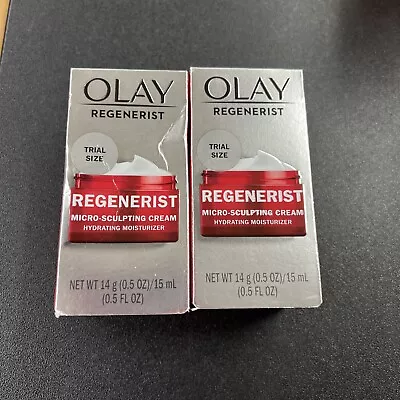 OLAY
REGENERIST
TRIAL
SIZE
REGENERIST
MICRO-SCULPTING CREAM
HYDRATING MOISTURIZER
NET WT 14 g (0.5 OZ)/15 mL
(0.5 FL OZ)
OLAY
REGENERIST
TRIAL
SIZE
REGENERIST
MICRO-SCULPTING CREAM
HYDRATING MOISTURIZER
NET WT 14 g (0.5 OZ)/15 mL
(0.5 FL OZ)